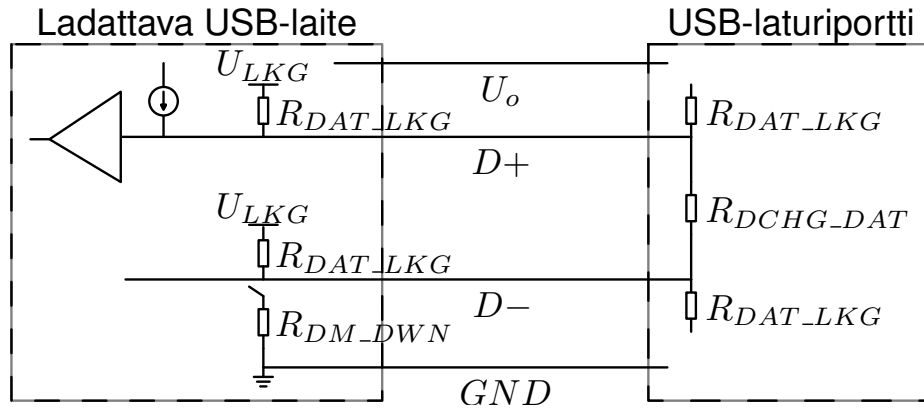 Ladattava USB-laite
USB-laturiportti
U_LKG
U_o
R_DAT_LKG
R_DAT_LKG
D+
R_DCHG_DAT
U_LKG
R_DAT_LKG
D−
R_DAT_LKG
R_DM_DWN
GND